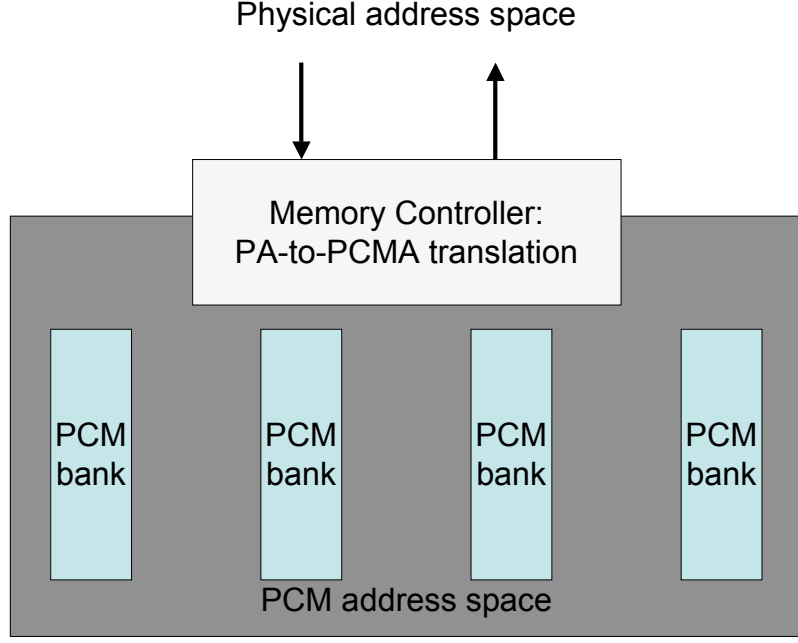 Physical address space
Memory Controller:
PA-to-PCMA translation
PCM
bank
PCM
bank
PCM
bank
PCM
bank
PCM address space